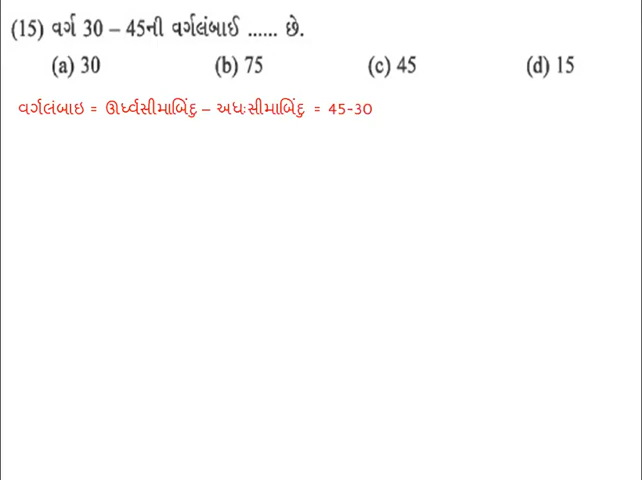 (15) વર્ગ 30 – 45ની વર્ગલંબાઈ ...... છે.
(a) 30 (b) 75 (c) 45 (d) 15
વર્ગલંબાઇ = ઊર્ધ્વસીમાબિંદુ – અધઃસીમાબિંદુ = 45-30